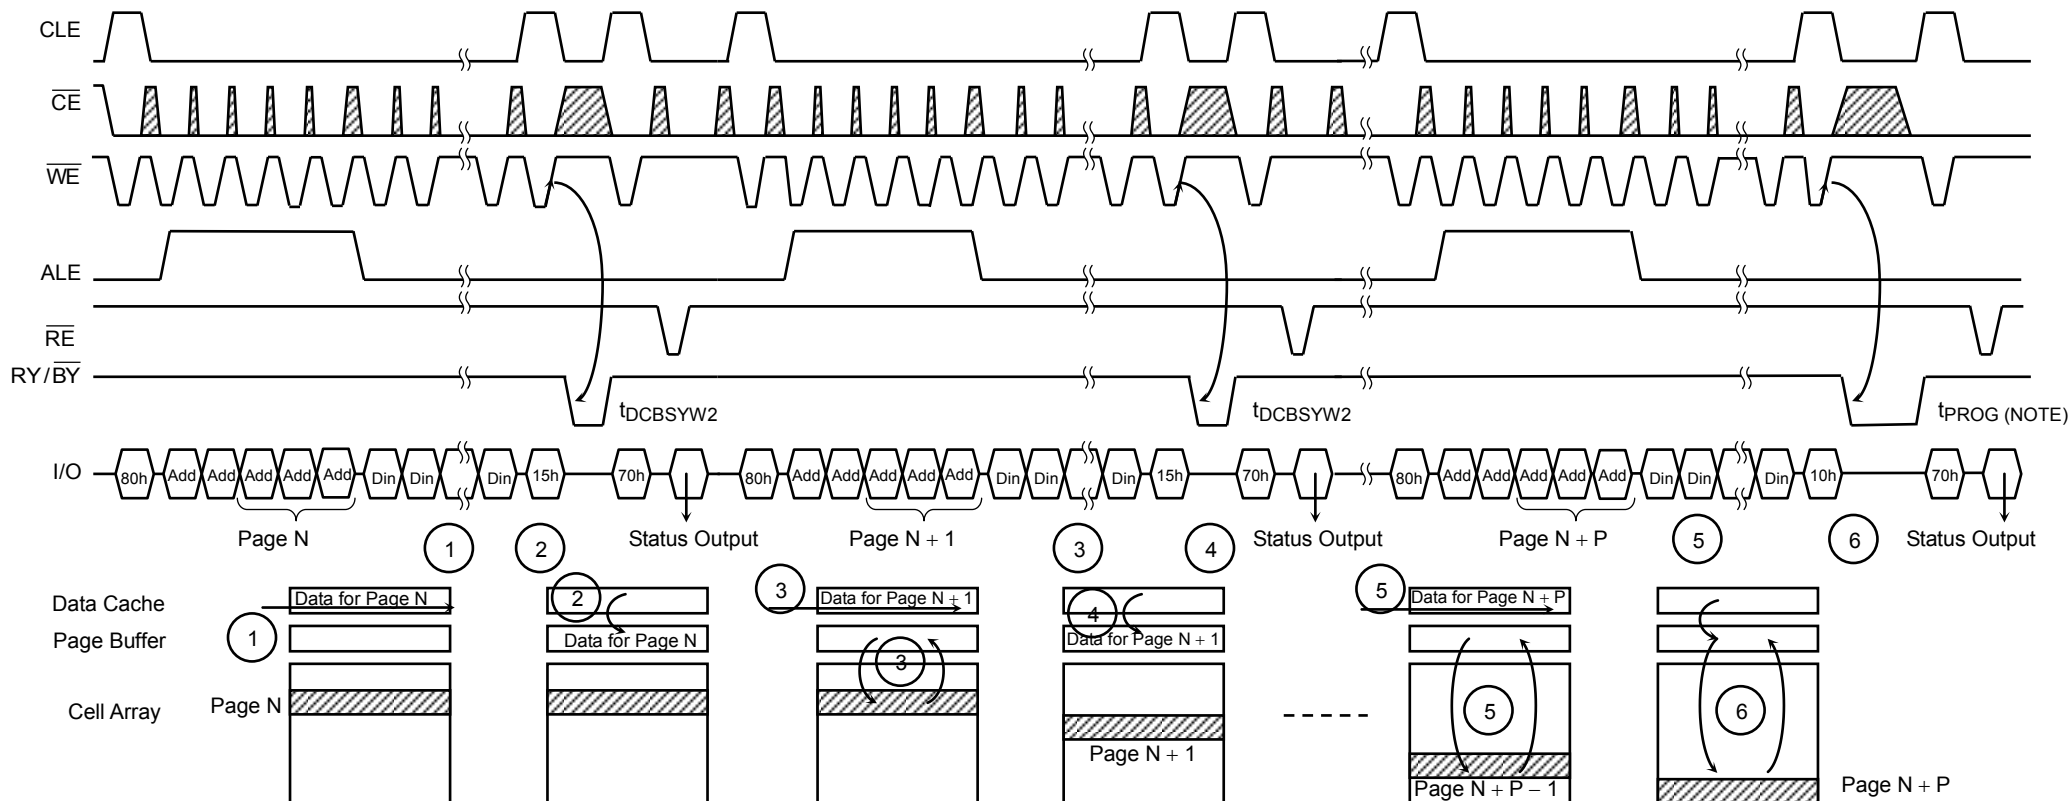 CLE
CE
WE
ALE
RE
RY/BY
tDCBSYW2 tDCBSYW2 tPROG (NOTE)
I/O 80h Add Add Add Add Add Din Din Din 15h 70h 80h Add Add Add Add Add Din Din Din 15h 70h 80h Add Add Add Add Add Din Din Din 10h 70h
Page N Status Output Page N + 1 Status Output Page N + P Status Output
1 2 3 4 5 6
Data Cache Data for Page N 2 3 Data for Page N + 1 4 5 Data for Page N + P
Page Buffer 1 Data for Page N 3 Data for Page N + 1
Cell Array Page N 5 6
Page N + 1
Page N + P − 1 Page N + P